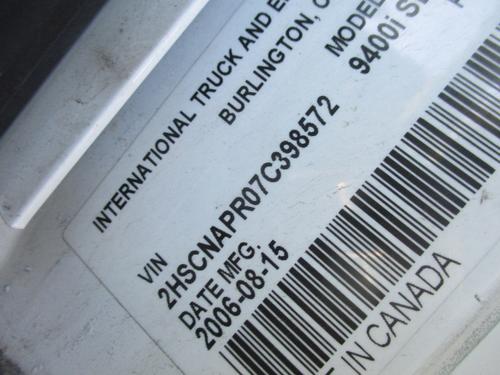 INTERNATIONAL TRUCK AND
BURLINGTON,
MODEL
9400i
VIN
2HSCNAPR07C398572
DATE MFG.
2006-08-15
IN CANADA